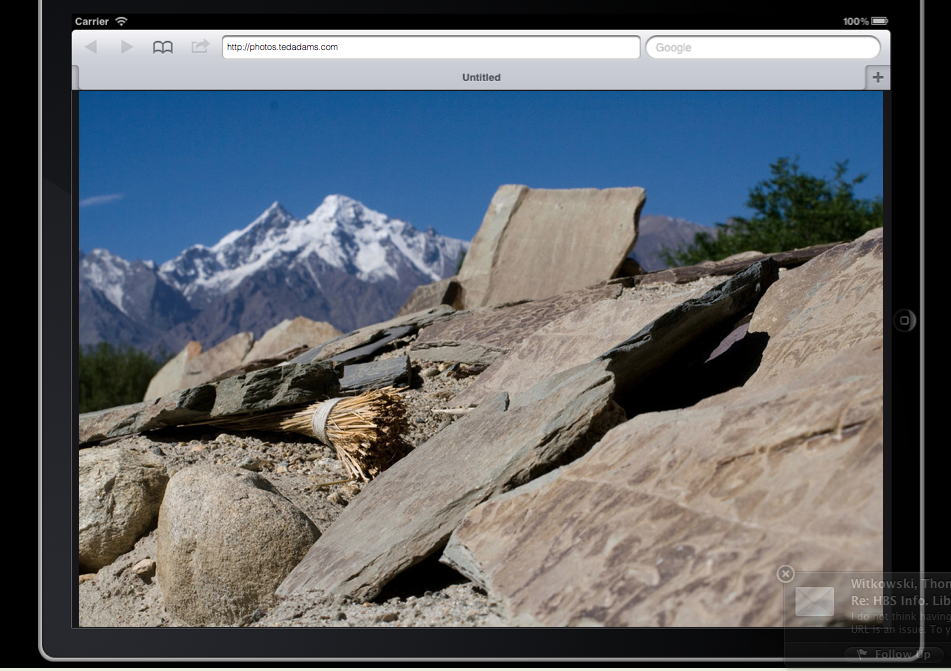 Carrier
100%
http://photos.tedadams.com
Google
Untitled
+
Witkowski, Thom
Re: HBS Info. Lib
I do not think having
URL is an issue. To y
Follow Up